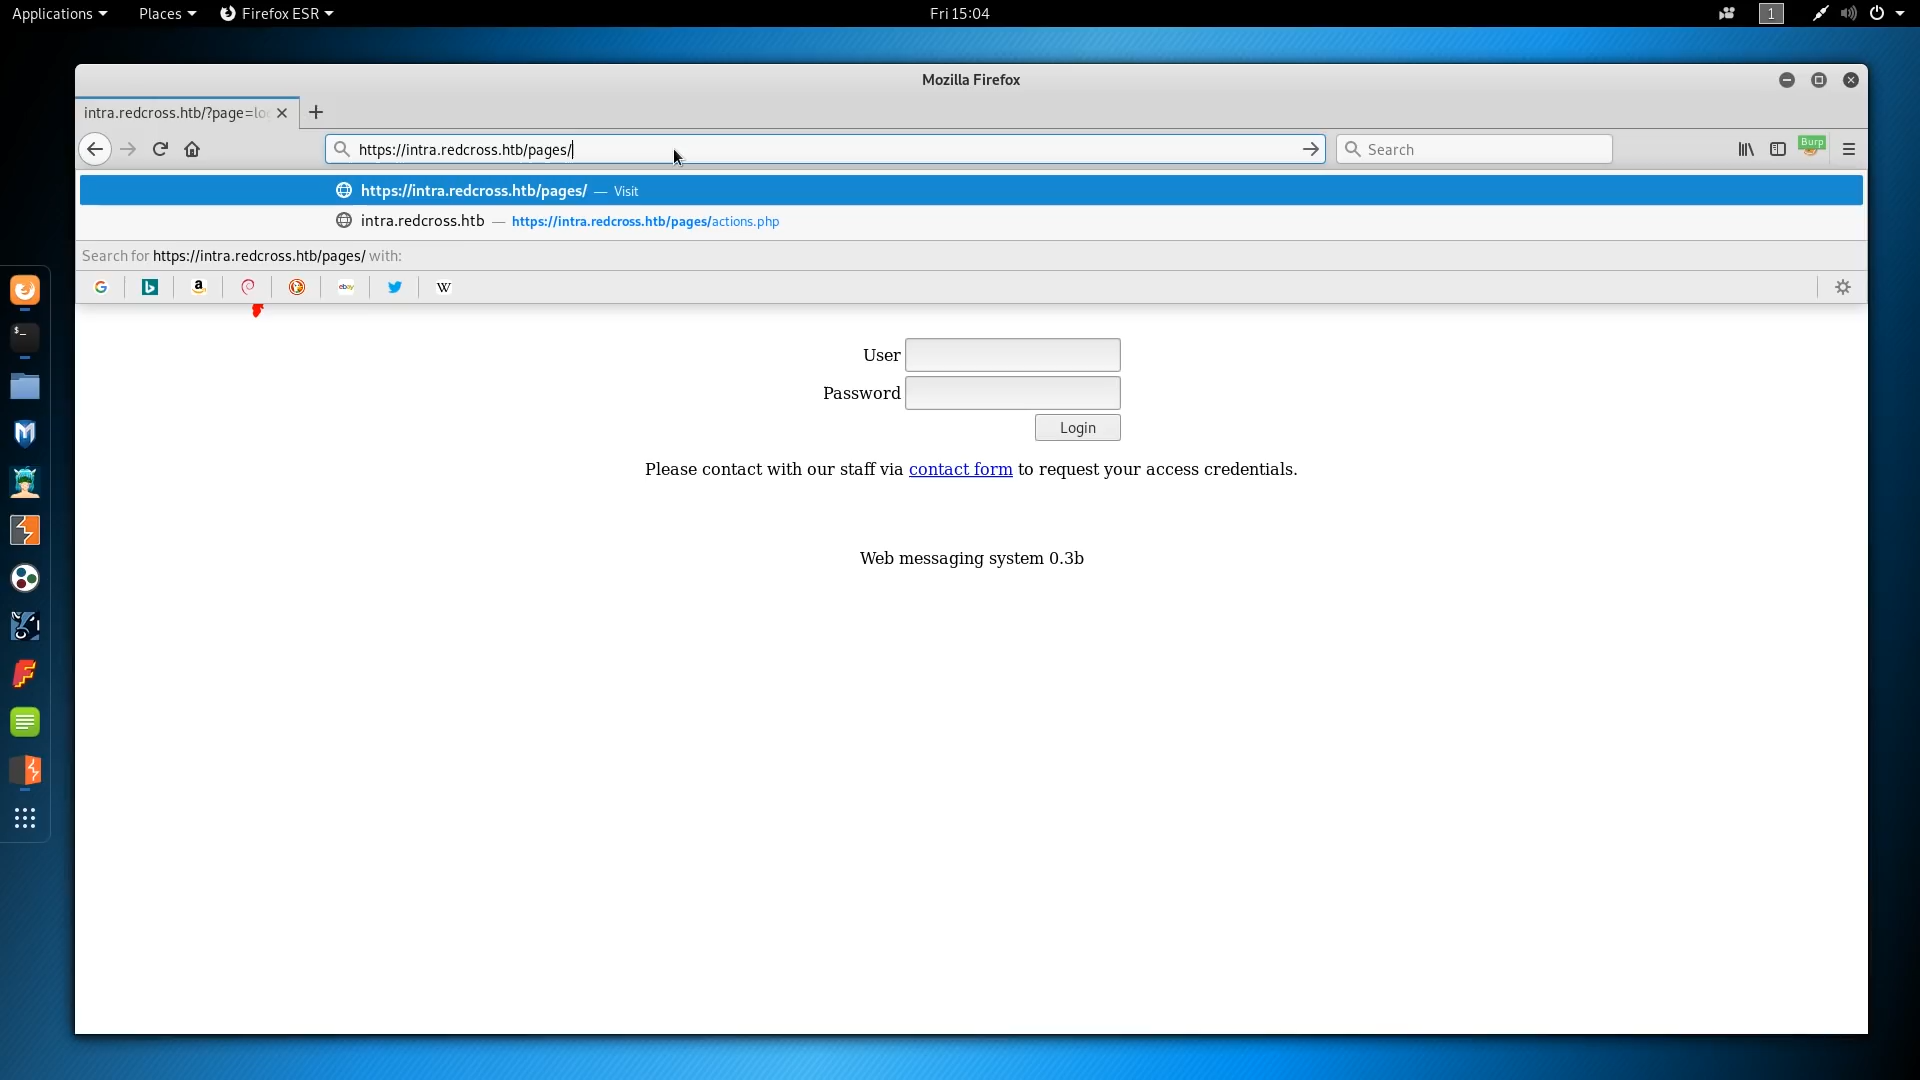 Applications Places Firefox ESR Fri 15:04 1
Mozilla Firefox
intra.redcross.htb/?page=lo
https://intra.redcross.htb/pages/ Search Burp
https://intra.redcross.htb/pages/ — Visit
intra.redcross.htb — https://intra.redcross.htb/pages/actions.php
Search for https://intra.redcross.htb/pages/ with:
G b a ebay W
$_
User
Password
Login
Please contact with our staff via contact form to request your access credentials.
Web messaging system 0.3b